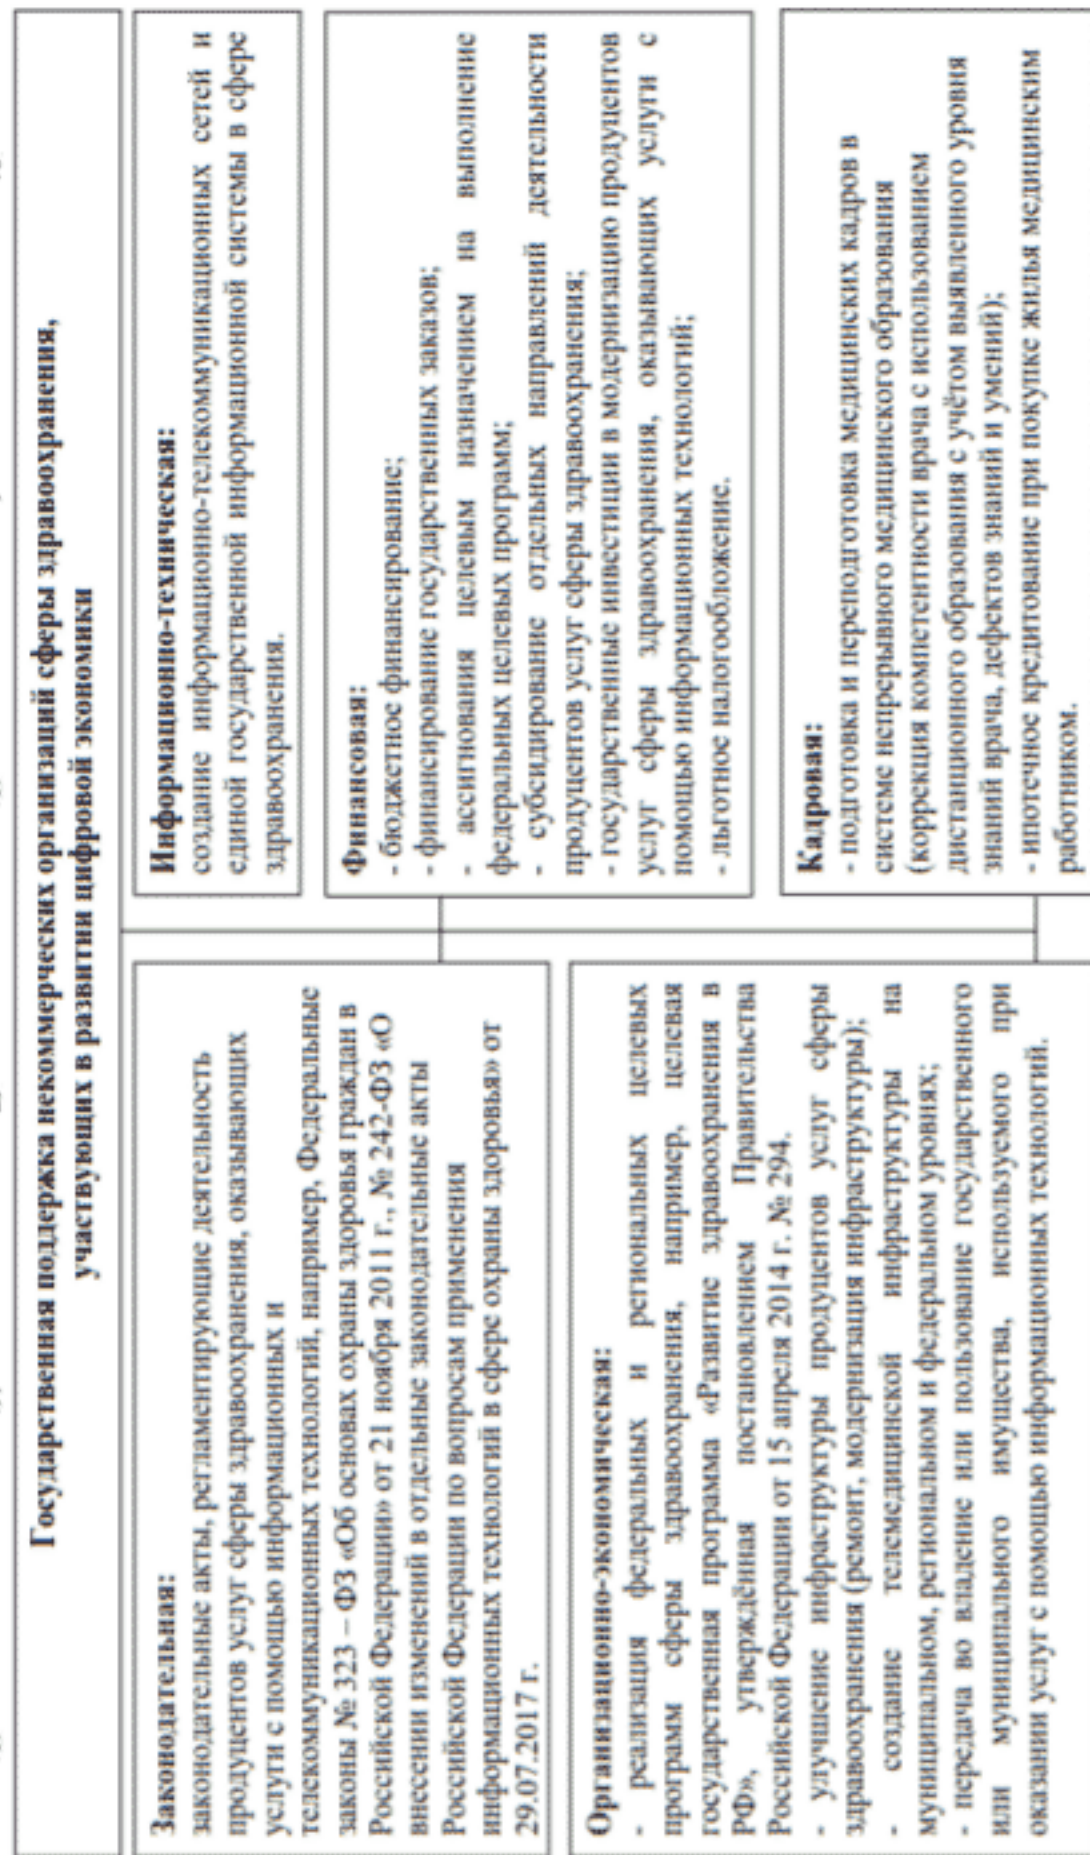 Государственная поддержка некоммерческих организаций сферы здравоохранения,
участвующих в развитии цифровой экономики
Законодательная:
законодательные акты, регламентирующие деятельность
продуцентов услуг сферы здравоохранения, оказывающих
услуги с помощью информационных и
телекоммуникационных технологий, например, Федеральные
законы № 323 – ФЗ «Об основах охраны здоровья граждан в
Российской Федерации» от 21 ноября 2011 г., № 242-ФЗ «О
внесении изменений в отдельные законодательные акты
Российской Федерации по вопросам применения
информационных технологий в сфере охраны здоровья» от
29.07.2017 г.
Организационно-экономическая:
- реализация федеральных и региональных целевых
программ сферы здравоохранения, например, целевая
государственная программа «Развитие здравоохранения в
РФ», утверждённая постановлением Правительства
Российской Федерации от 15 апреля 2014 г. № 294.
- улучшение инфраструктуры продуцентов услуг сферы
здравоохранения (ремонт, модернизация инфраструктуры);
- создание телемедицинской инфраструктуры на
муниципальном, региональном и федеральном уровнях;
- передача во владение или пользование государственного
или муниципального имущества, используемого при
оказании услуг с помощью информационных технологий.
Информационно-техническая:
создание информационно-телекоммуникационных сетей и
единой государственной информационной системы в сфере
здравоохранения.
Финансовая:
- бюджетное финансирование;
- финансирование государственных заказов;
- ассигнования целевым назначением на выполнение
федеральных целевых программ;
- субсидирование отдельных направлений деятельности
продуцентов услуг сферы здравоохранения;
- государственные инвестиции в модернизацию продуцентов
услуг сферы здравоохранения, оказывающих услуги с
помощью информационных технологий;
- льготное налогообложение.
Кадровая:
- подготовка и переподготовка медицинских кадров в
системе непрерывного медицинского образования
(коррекция компетентности врача с использованием
дистанционного образования с учётом выявленного уровня
знаний врача, дефектов знаний и умений);
- ипотечное кредитование при покупке жилья медицинским
работником.